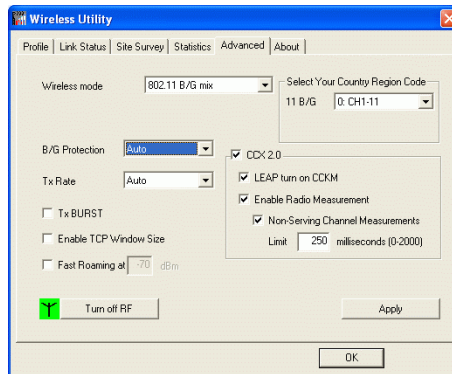 Wireless Utility
Profile Link Status Site Survey Statistics Advanced About
Wireless mode 802.11 B/G mix
Select Your Country Region Code
11 B/G 0: CH1-11
B/G Protection Auto
CCX 2.0
LEAP turn on CCKM
Tx Rate Auto
Enable Radio Measurement
Tx BURST
Non-Serving Channel Measurements
Enable TCP Window Size
Limit 250 milliseconds (0-2000)
Fast Roaming at -70 dBm
Turn off RF
Apply
OK